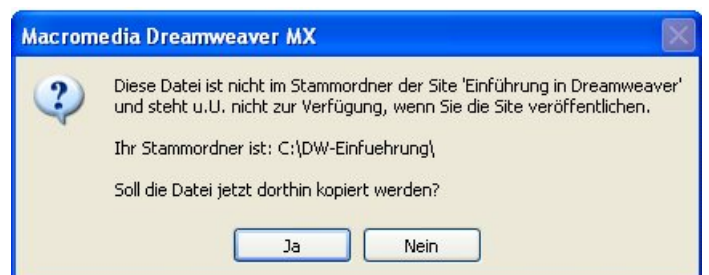 Macromedia Dreamweaver MX
Diese Datei ist nicht im Stammordner der Site 'Einführung in Dreamweaver'
und steht u.U. nicht zur Verfügung, wenn Sie die Site veröffentlichen.
Ihr Stammordner ist: C:\DW-Einfuehrung\
Soll die Datei jetzt dorthin kopiert werden?
Ja
Nein